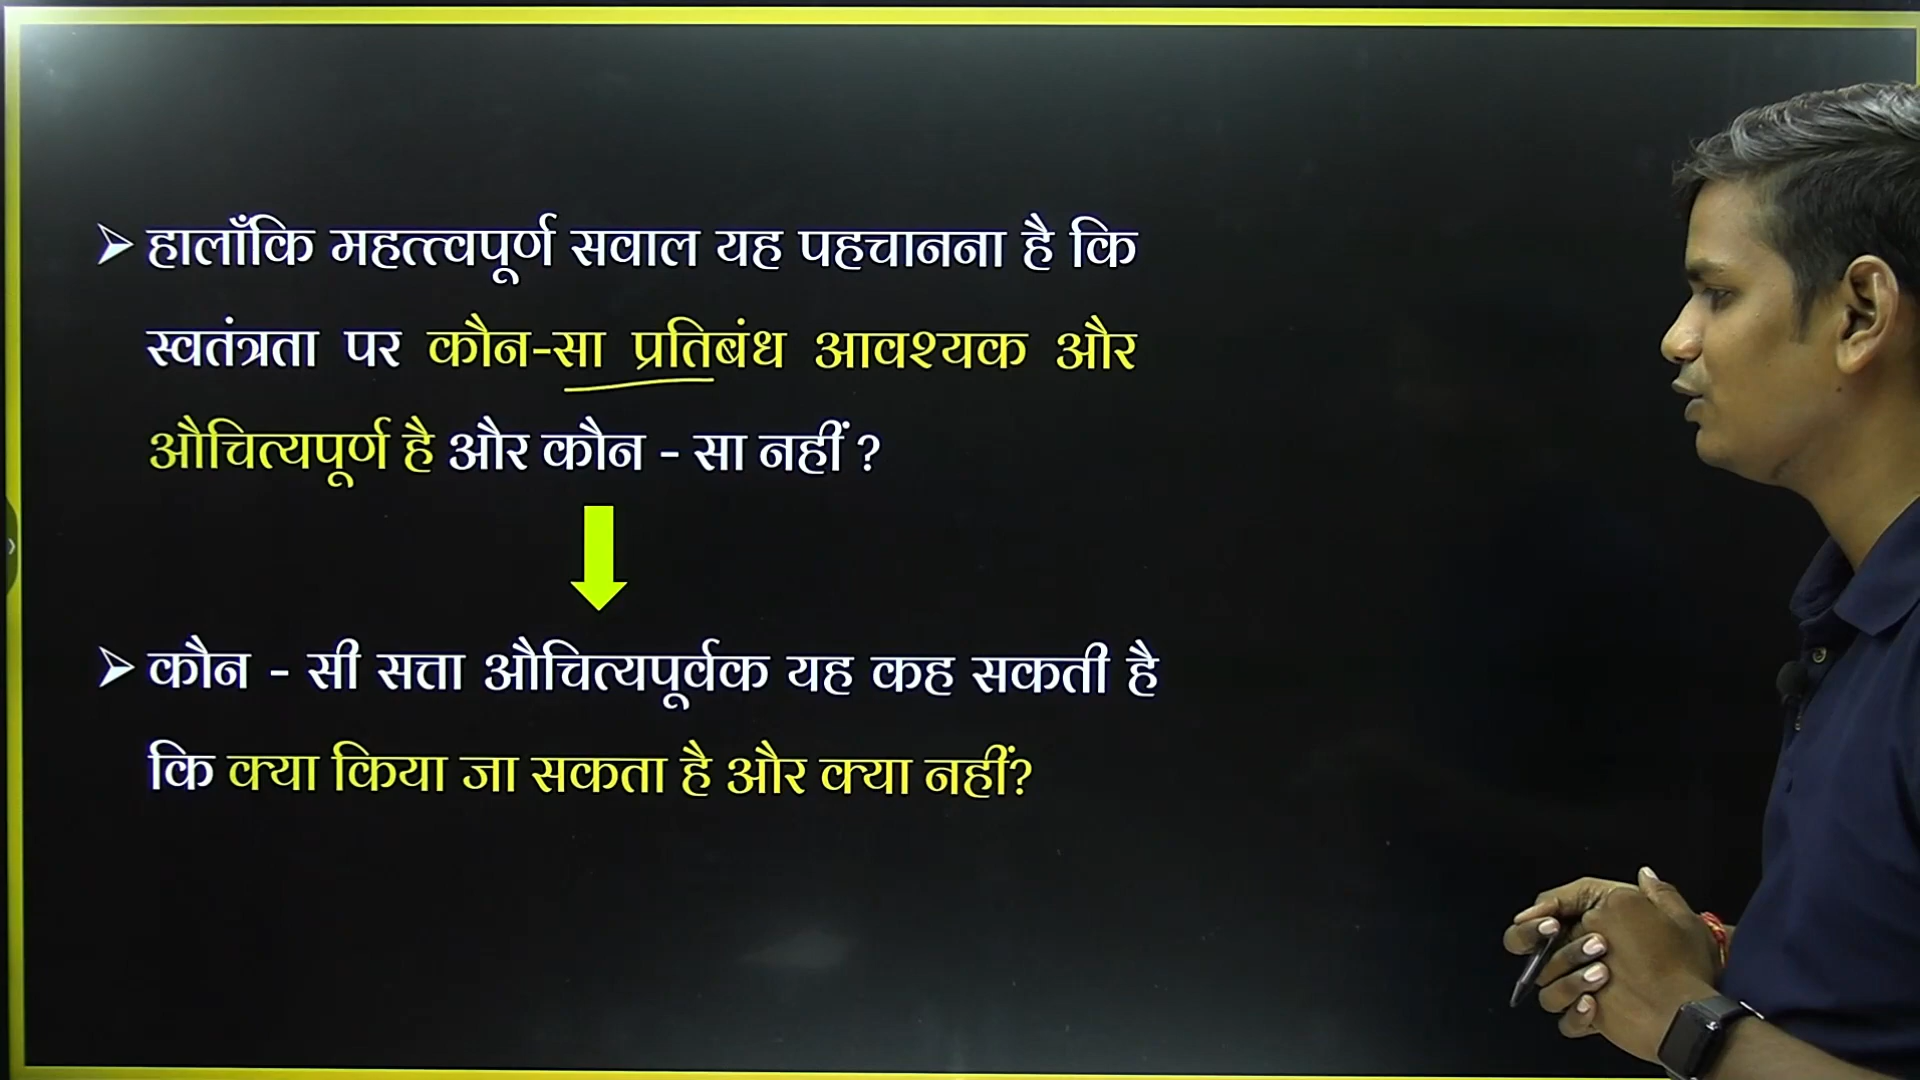 हालाँकि महत्त्वपूर्ण सवाल यह पहचानना है कि
स्वतंत्रता पर कौन-सा प्रतिबंध आवश्यक और
औचित्यपूर्ण है और कौन - सा नहीं ?
कौन - सी सत्ता औचित्यपूर्वक यह कह सकती है
कि क्या किया जा सकता है और क्या नहीं?